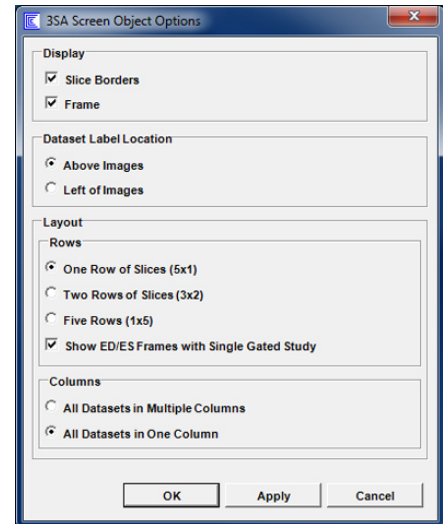 3SA Screen Object Options
Display
Slice Borders
Frame
Dataset Label Location
Above Images
Left of Images
Layout
Rows
One Row of Slices (5x1)
Two Rows of Slices (3x2)
Five Rows (1x5)
Show ED/ES Frames with Single Gated Study
Columns
All Datasets in Multiple Columns
All Datasets in One Column
OK Apply Cancel